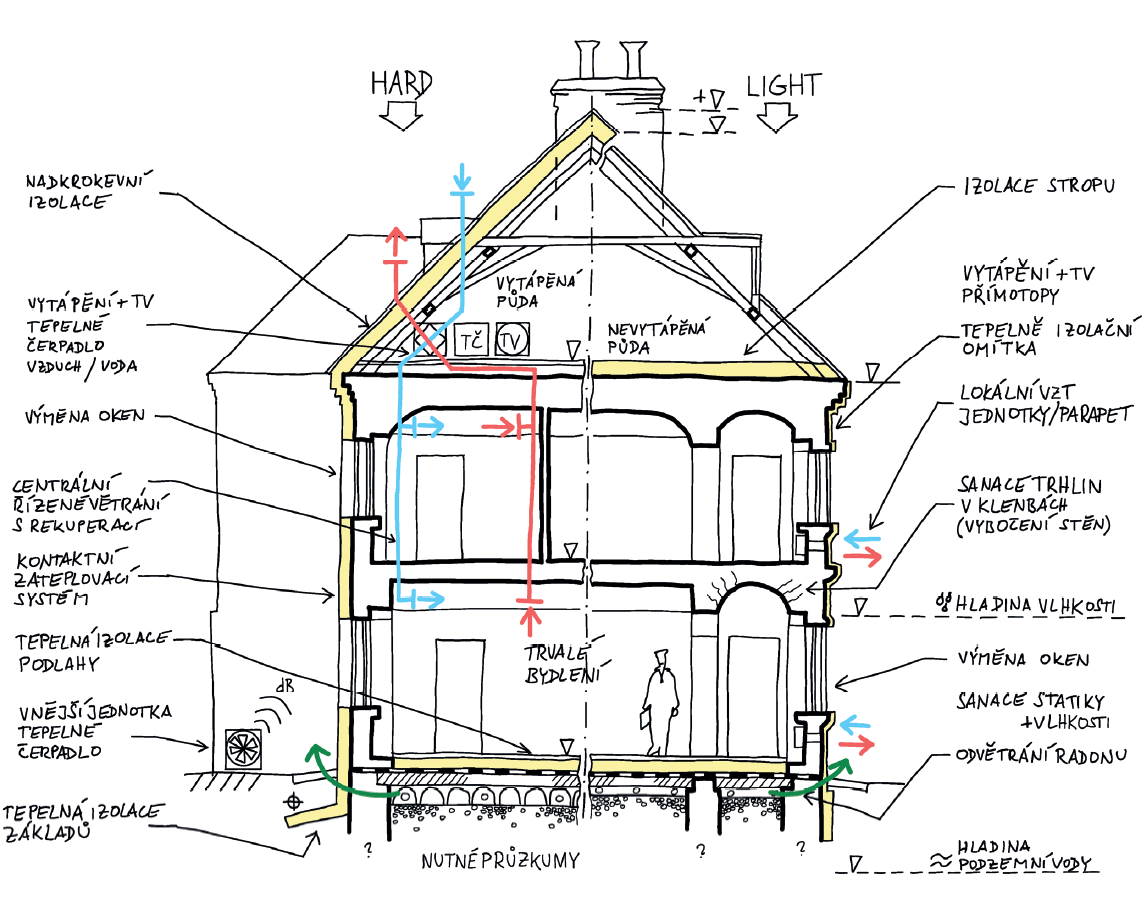 HARD
LIGHT
+
NADKROKEVNÍ
IZOLACE
VYTÁPĚNÍ + TV
TEPELNÉ
ČERPADLO
VZDUCH / VODA
VÝMĚNA OKEN
CENTRÁLNÍ
ŘÍZENÉ VĚTRÁNÍ
S REKUPERACÍ
KONTAKTNÍ
ZATEPLOVACÍ
SYSTÉM
TEPELNÁ IZOLACE
PODLAHY
VNĚJŠÍ JEDNOTKA
TEPELNÉ
ČERPADLO
TEPELNÁ IZOLACE
ZÁKLADŮ
dB
VYTÁPĚNÁ
PŮDA
TČ
TV
NEVYTÁPĚNÁ
PŮDA
TRVALÉ
BYDLENÍ
?
?
?
NUTNÉ PRŮZKUMY
IZOLACE STROPU
VYTÁPĚNÍ + TV
PŘÍMOTOPY
TEPELNĚ IZOLAČNÍ
OMÍTKA
LOKÁLNÍ VZT
JEDNOTKY/PARAPET
SANACE TRHLIN
V KLENBÁCH
(VYBOČENÍ STĚN)
HLADINA VLHKOSTI
VÝMĚNA OKEN
SANACE STATIKY
+VLHKOSTI
ODVĚTRÁNÍ RADONU
HLADINA
PODZEMNÍ VODY